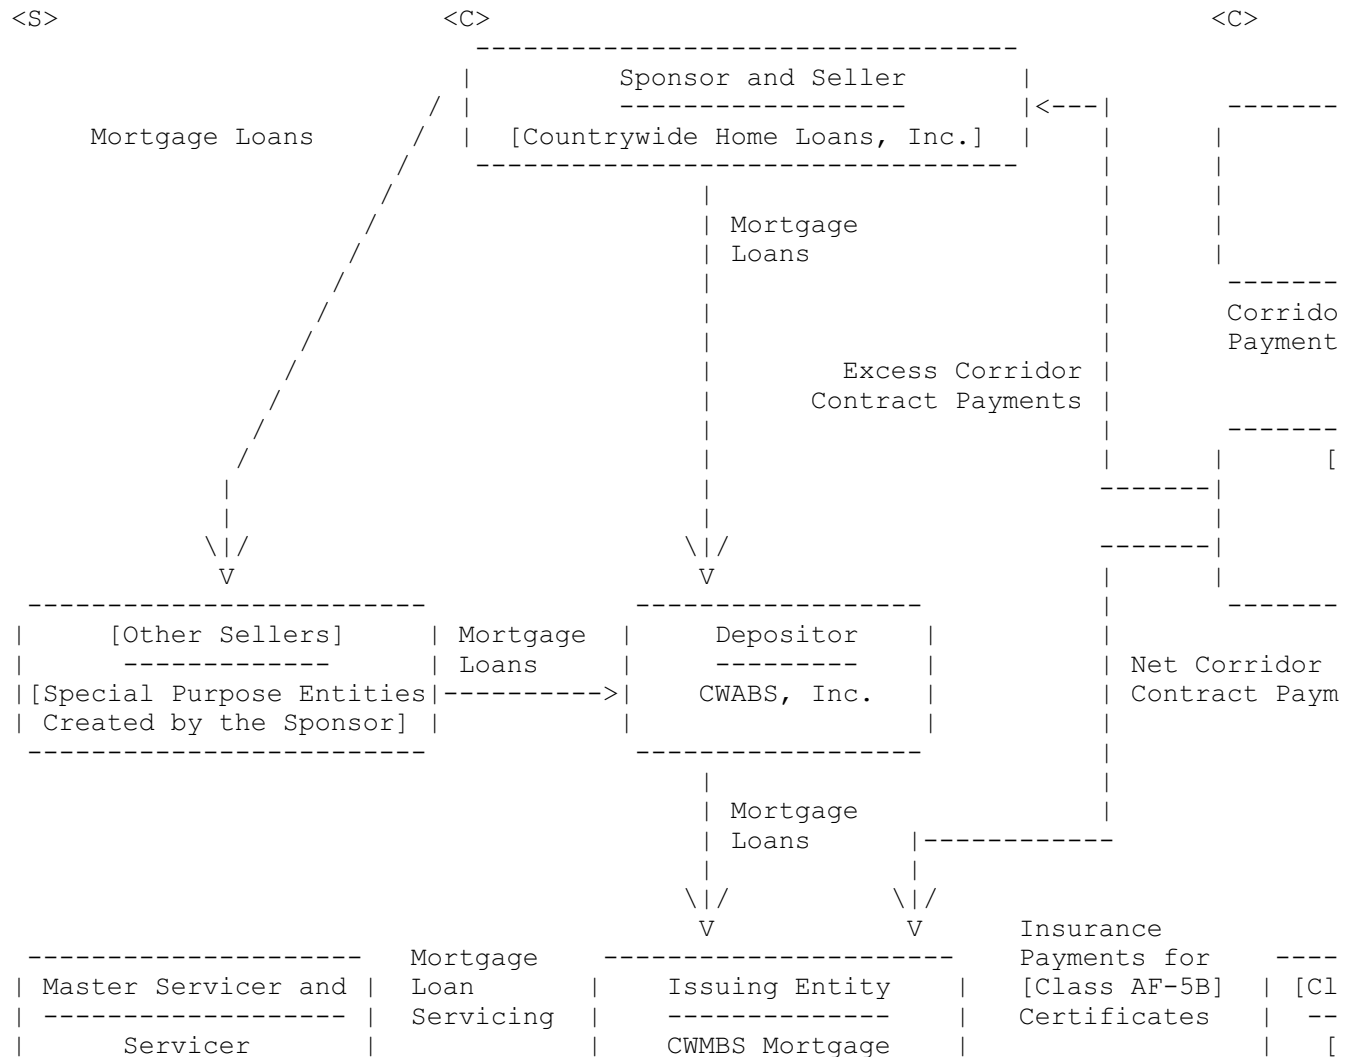 <S> <C> <C>
Sponsor and Seller
Mortgage Loans [Countrywide Home Loans, Inc.]
Mortgage
Loans
Corrido
Payment
Excess Corridor
Contract Payments
[
[Other Sellers] Mortgage Depositor
Loans Net Corridor
[Special Purpose Entities CWABS, Inc. Contract Paym
Created by the Sponsor]
Mortgage
Loans
Insurance
Mortgage Payments for
Master Servicer and Loan Issuing Entity [Class AF-5B] [Cl
Servicing Certificates
Servicer CWMBS Mortgage [